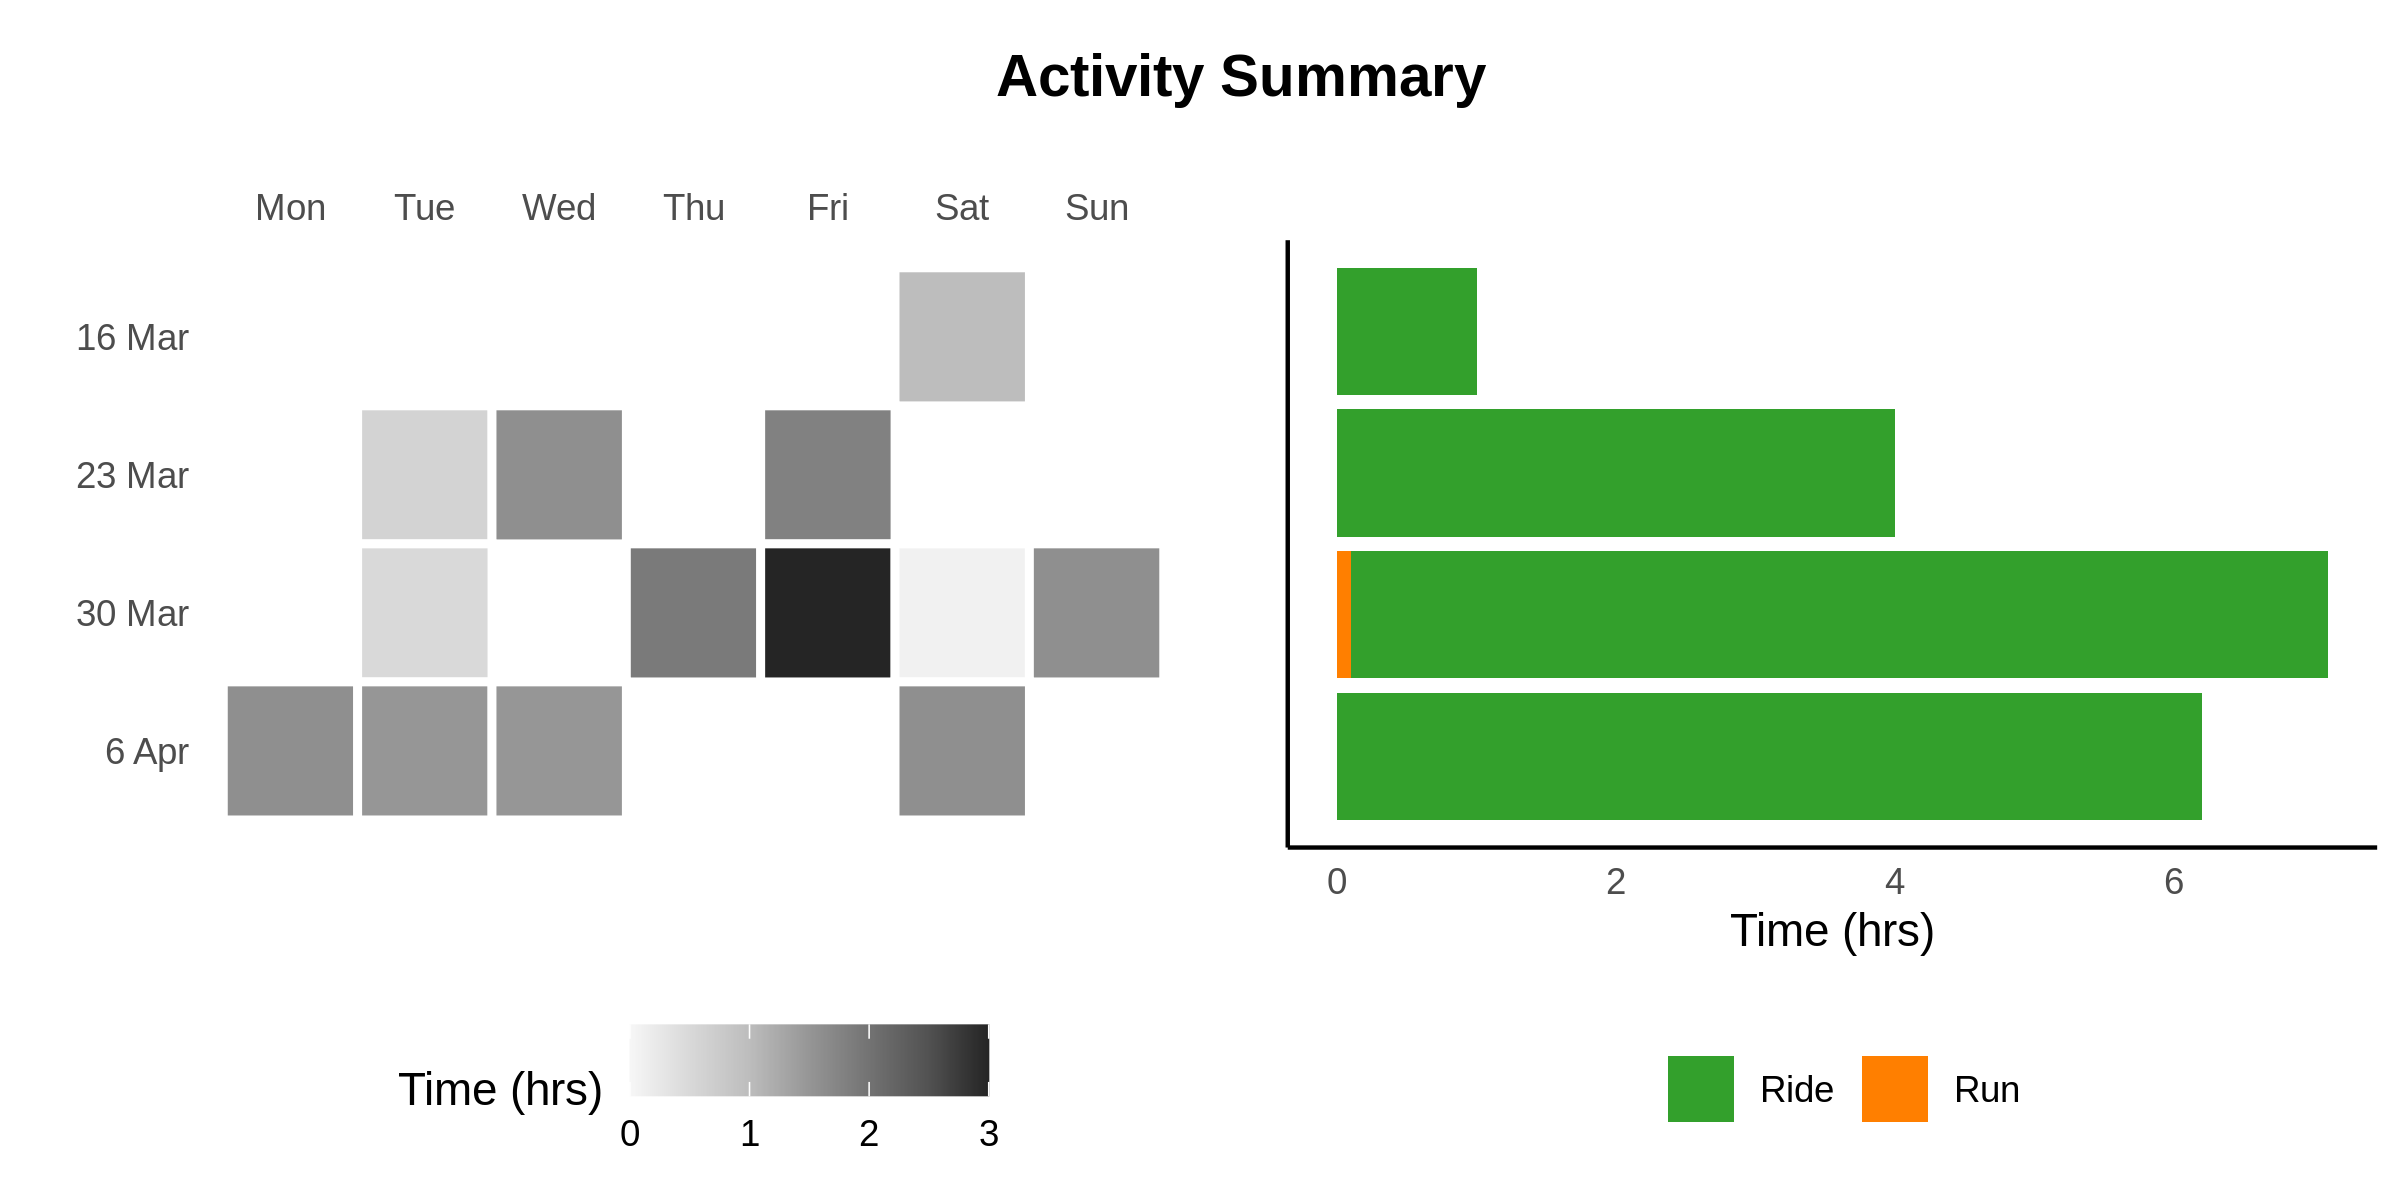 Activity Summary
Mon Tue Wed Thu Fri Sat Sun
16 Mar
23 Mar
30 Mar
6 Apr
0 2 4 6
Time (hrs)
Time (hrs)
0 1 2 3
Ride Run